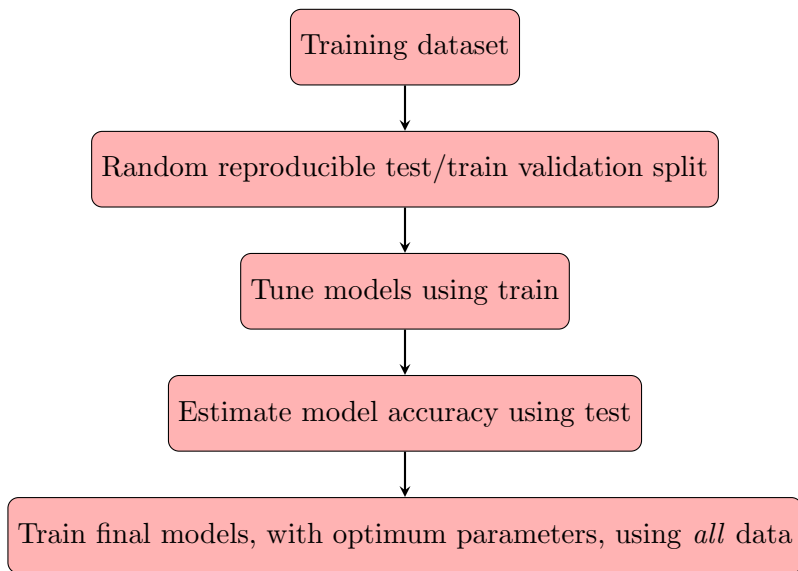 Training dataset
Random reproducible test/train validation split
Tune models using train
Estimate model accuracy using test
Train final models, with optimum parameters, using all data